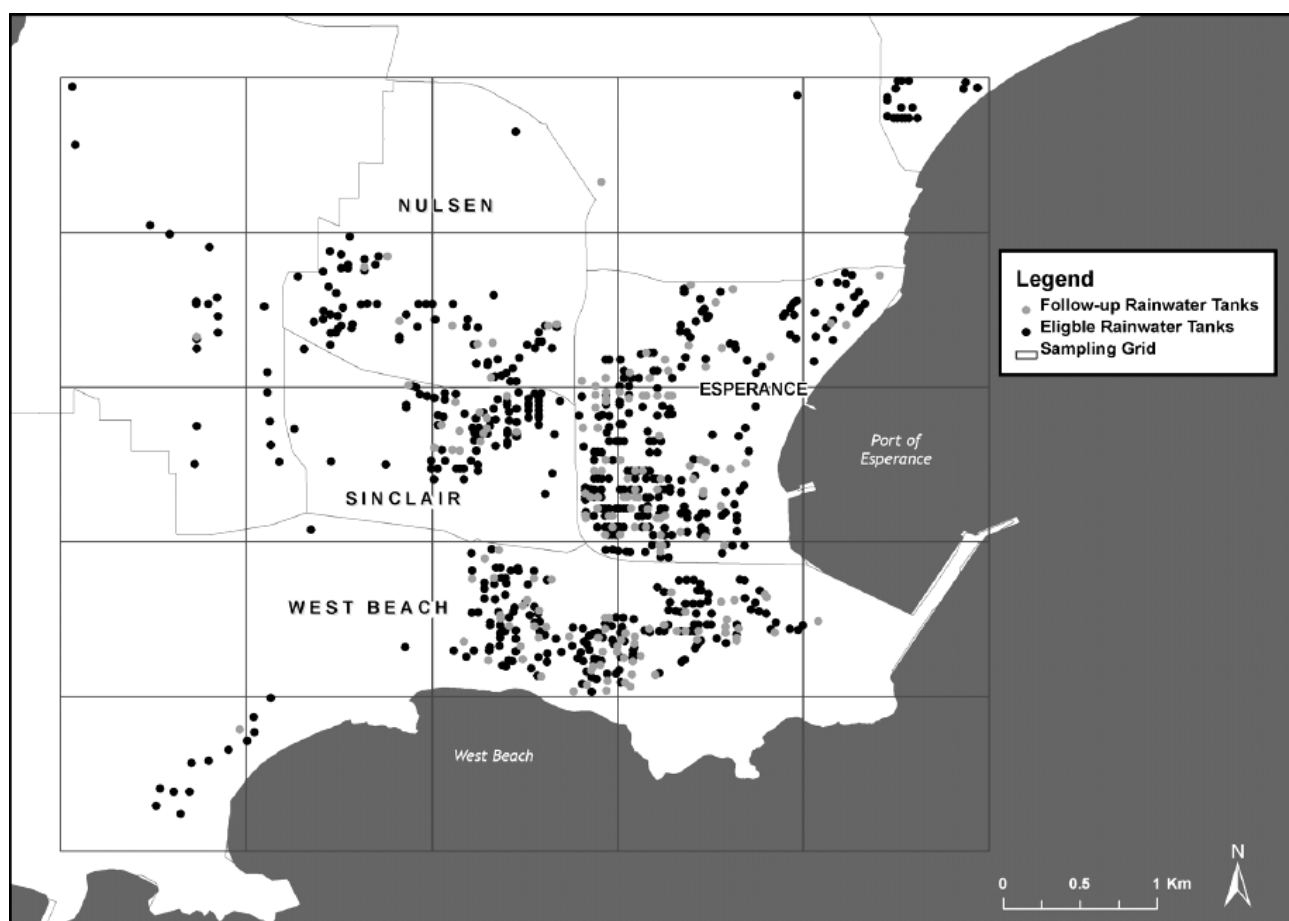 NULSEN
Legend
Follow-up Rainwater Tanks
Eligble Rainwater Tanks
Sampling Grid
ESPERANCE
Port of
Esperance
SINCLAIR
WEST BEACH
West Beach
N
0 0.5 1 Km